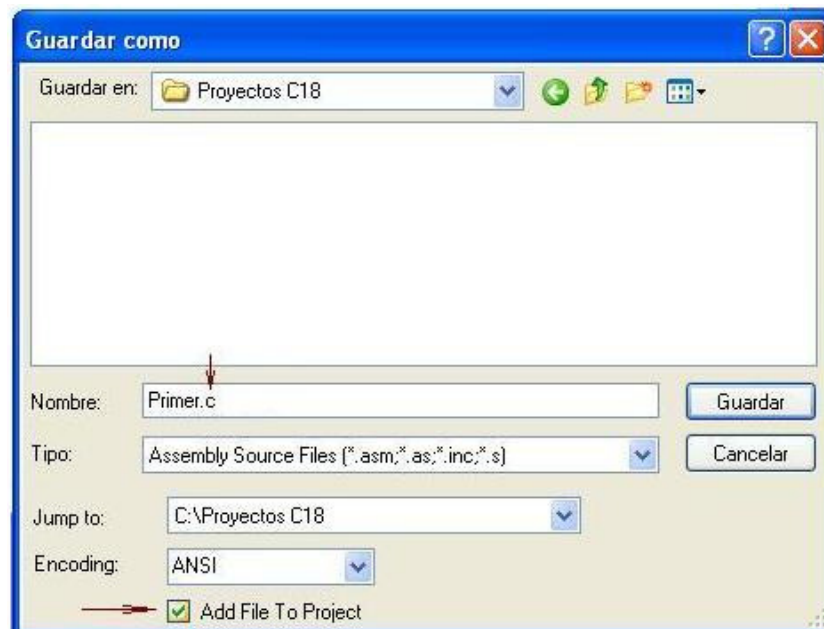 Guardar como
Guardar en: Proyectos C18
Nombre: Primer.c Guardar
Tipo: Assembly Source Files (*.asm;*.as;*.inc;*.s) Cancelar
Jump to: C:\Proyectos C18
Encoding: ANSI
Add File To Project